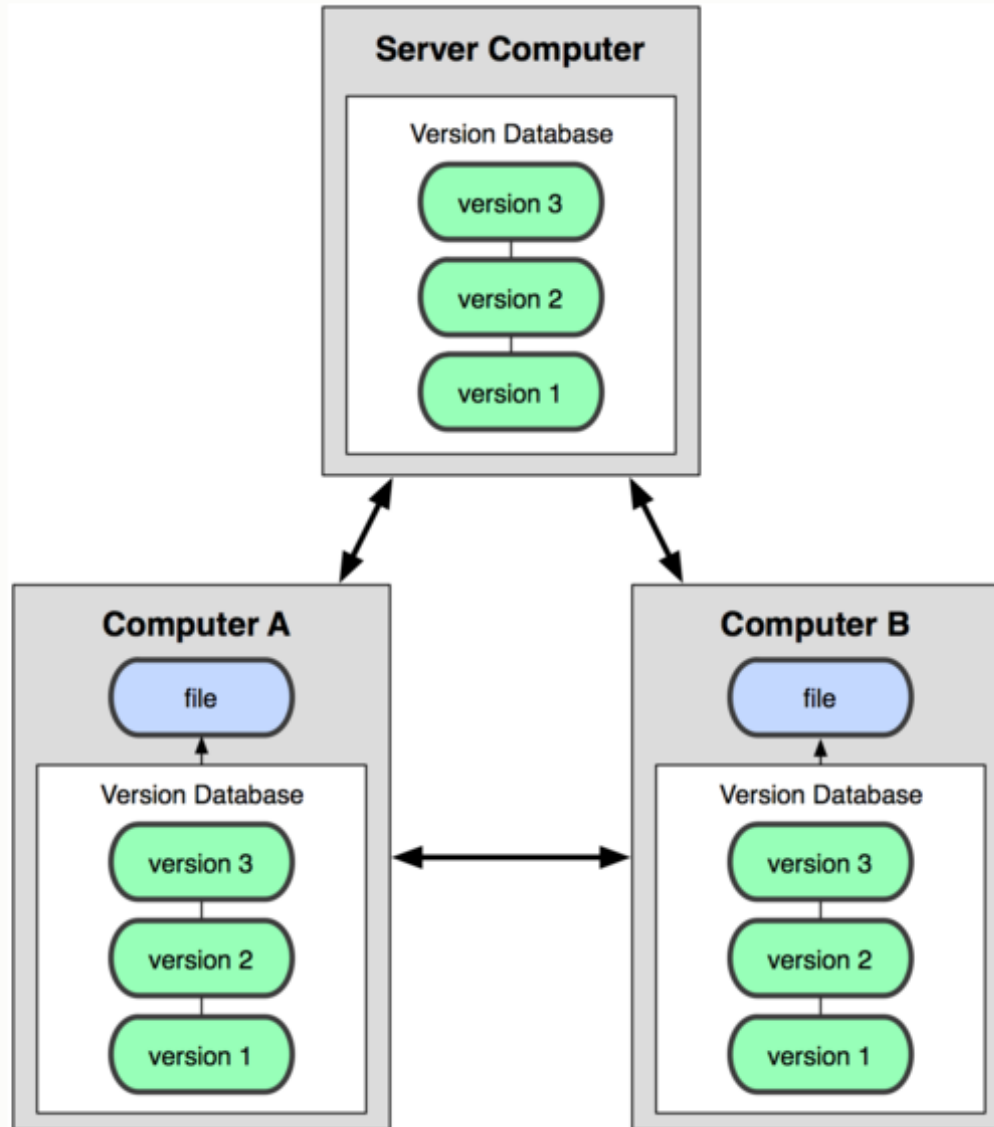 Server Computer
Version Database
version 3
version 2
version 1
Computer A
file
Version Database
version 3
version 2
version 1
Computer B
file
Version Database
version 3
version 2
version 1